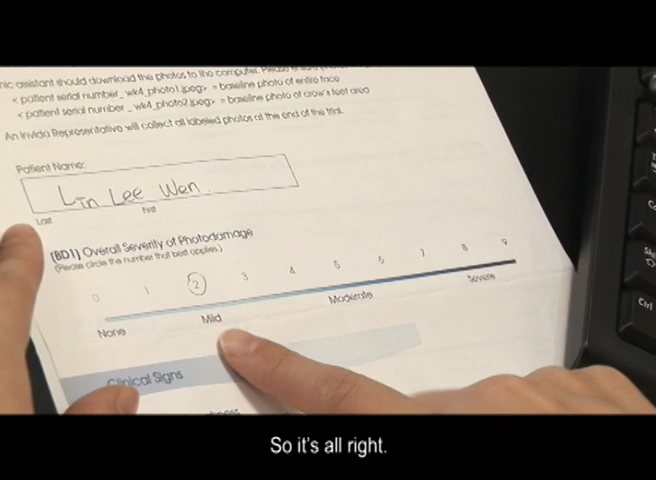 nic assistant should download the photos to the computer. Please ensure
< patient serial number_ wk4_photo1.jpeg> = baseline photo of entire face
< patient serial number _ wk4_photo2.jpeg> = baseline photo of crow's feet area
An Invida Representative will collect all labeled photos at the end of the trial.
Patient Name:
Lin Lee Wen
Last First
(BD1) Overall Severity of Photodamage
(Please circle the number that best applies.)
0 1 2 3 4 5 6 7 8 9
None Mild Moderate Severe
Clinical Signs
Ctrl
So it's all right.